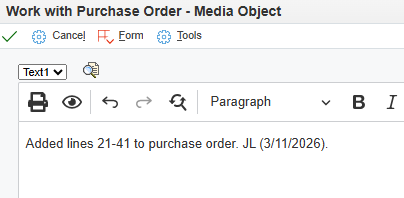 Work with Purchase Order - Media Object
Cancel Form Tools
Text1
Paragraph B I
Added lines 21-41 to purchase order. JL (3/11/2026).